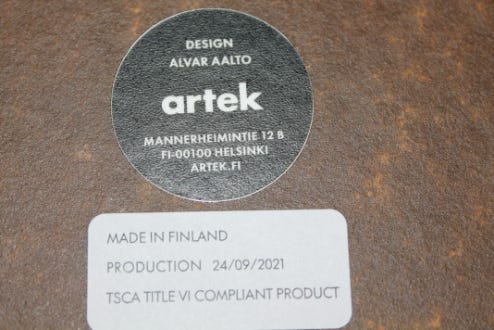 DESIGN
ALVAR AALTO
artek
MANNERHEIMINTIE 12 B
FI-00100 HELSINKI
ARTEK.FI
MADE IN FINLAND
PRODUCTION 24/09/2021
TSCA TITLE VI COMPLIANT PRODUCT